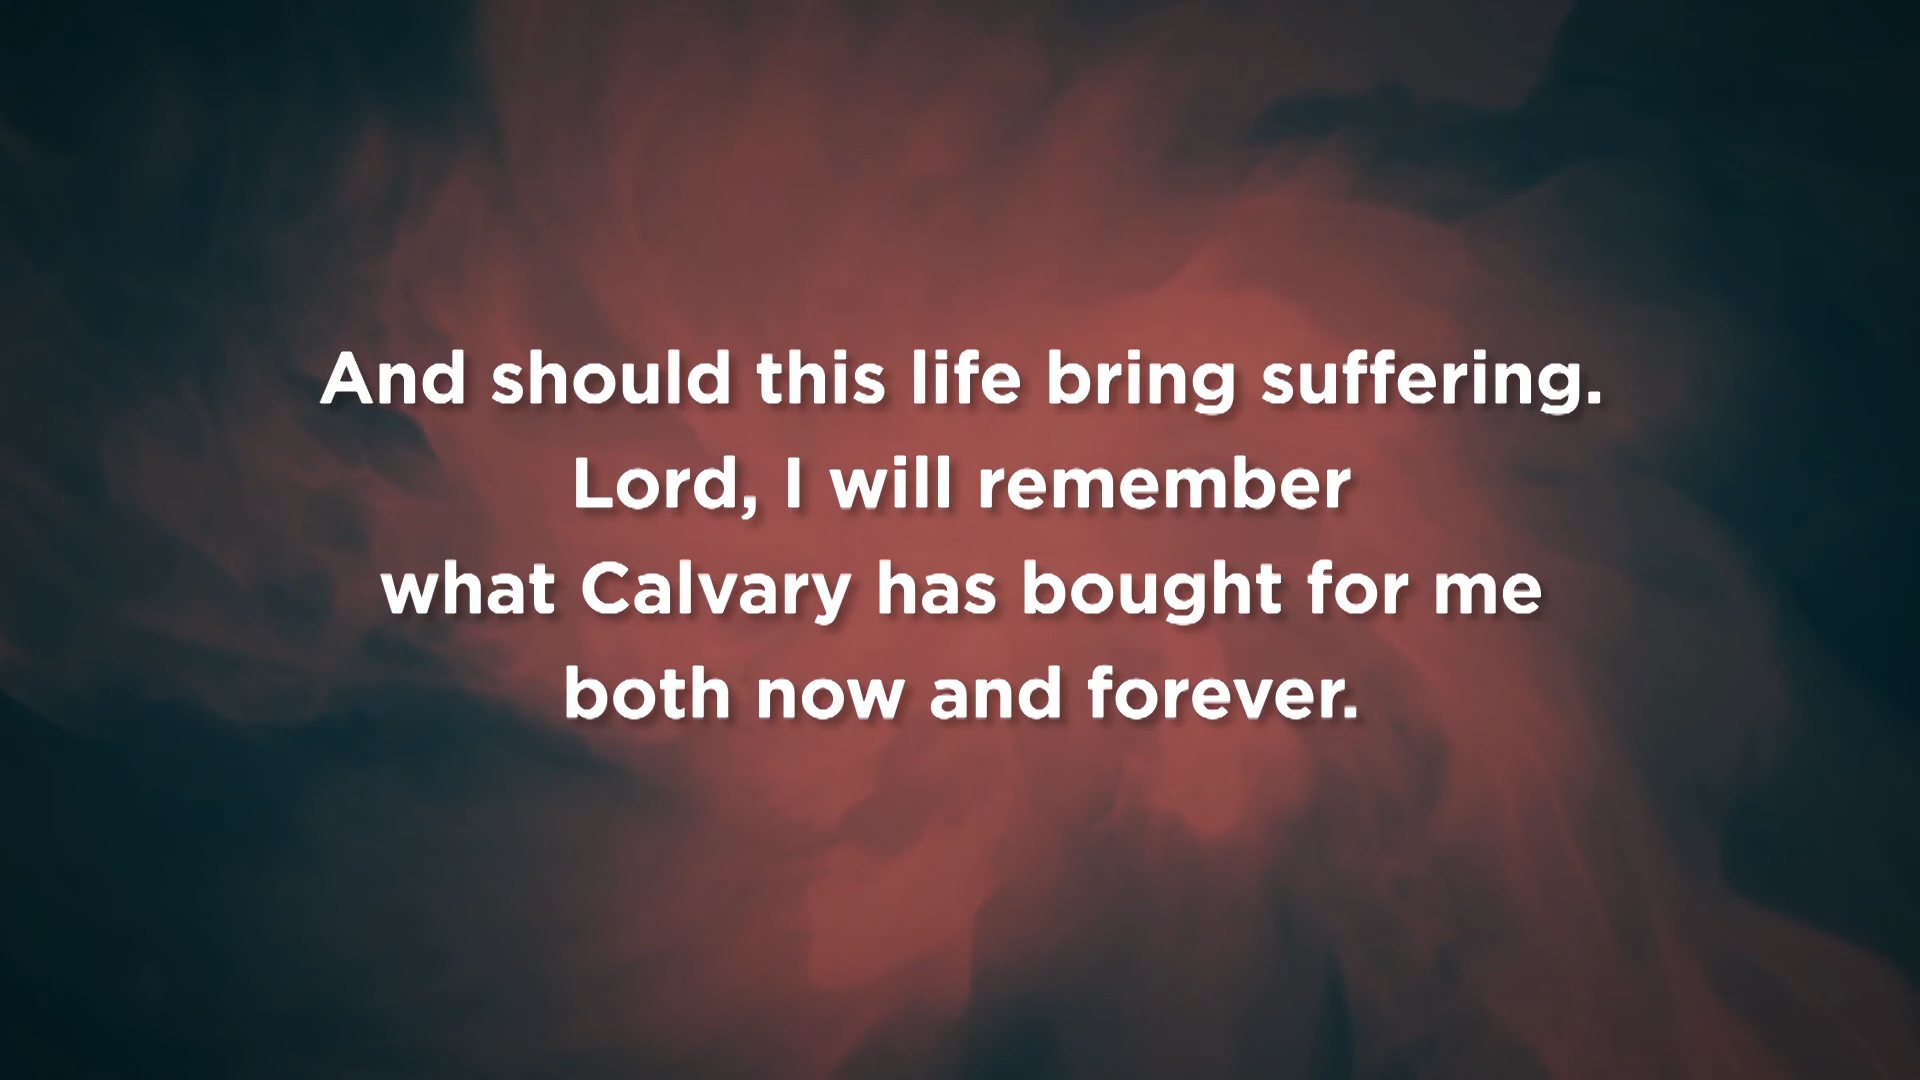 And should this life bring suffering.
Lord, I will remember
what Calvary has bought for me
both now and forever.